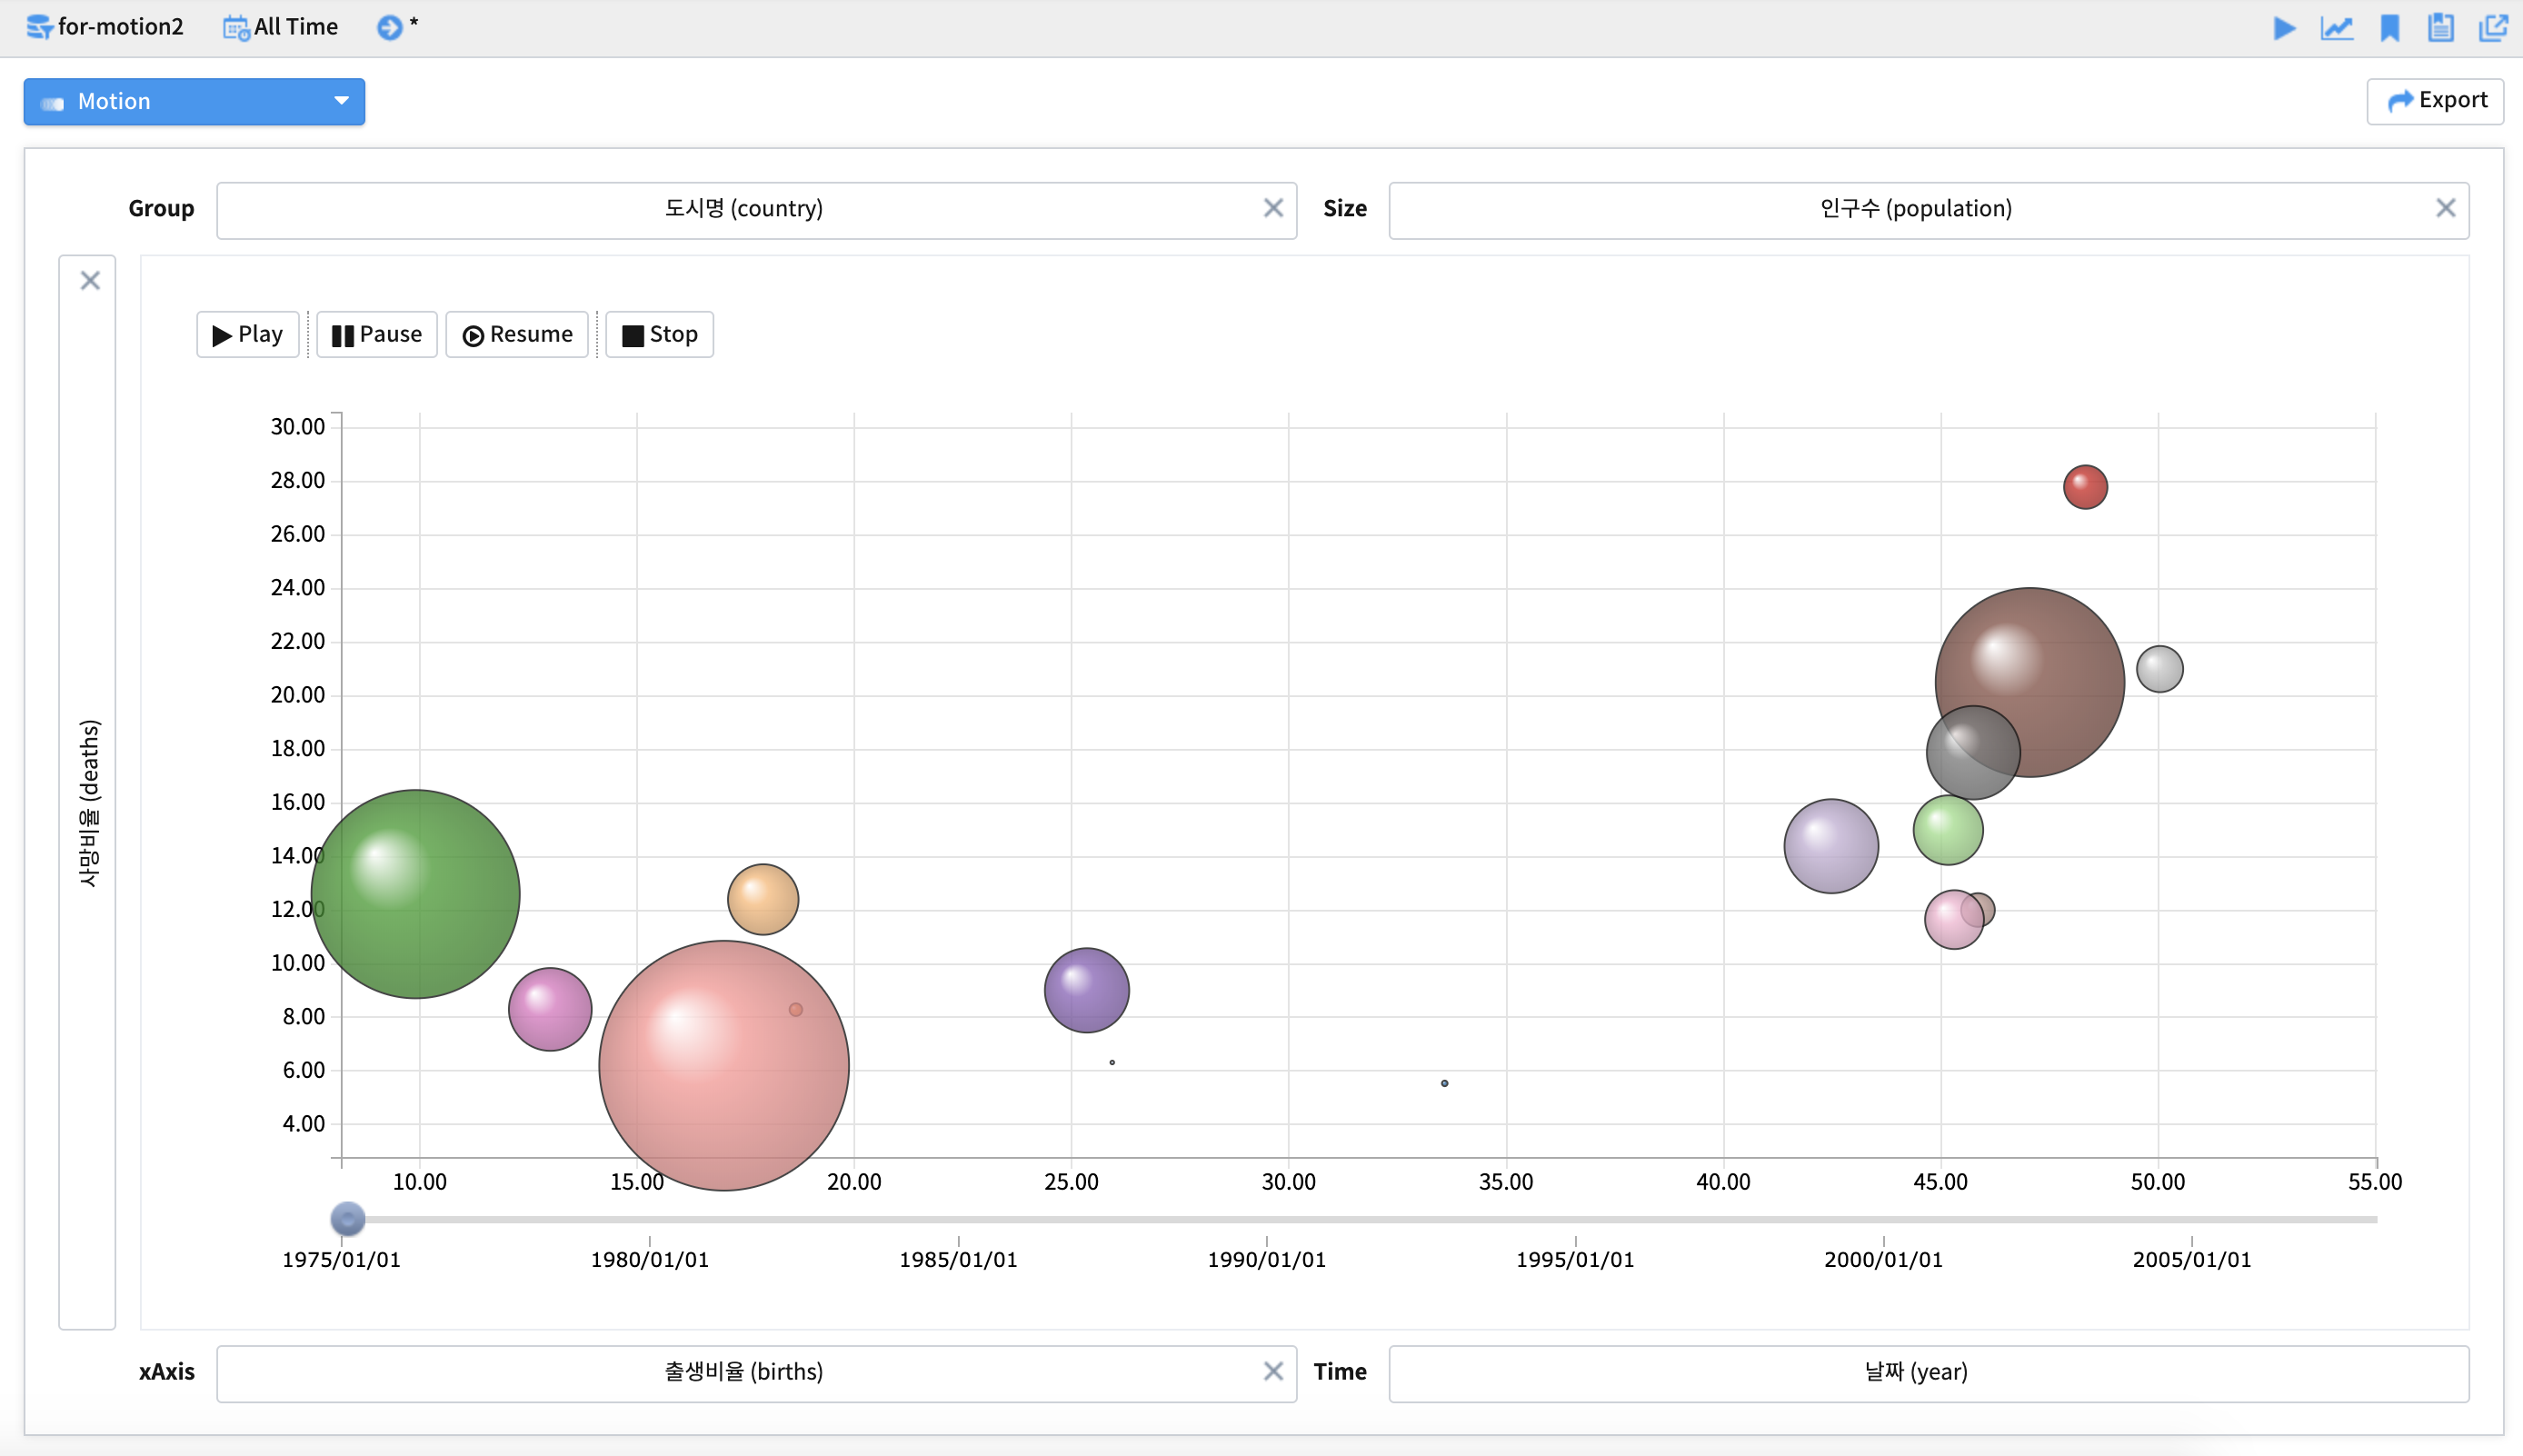 for-motion2 All Time *
Motion
Export
Group 도시명 (country) Size 인구수 (population)
Play Pause Resume Stop
사망비율 (deaths)
30.00
28.00
26.00
24.00
22.00
20.00
18.00
16.00
14.00
12.00
10.00
8.00
6.00
4.00
10.00 15.00 20.00 25.00 30.00 35.00 40.00 45.00 50.00 55.00
1975/01/01 1980/01/01 1985/01/01 1990/01/01 1995/01/01 2000/01/01 2005/01/01
xAxis 출생비율 (births) Time 날짜 (year)